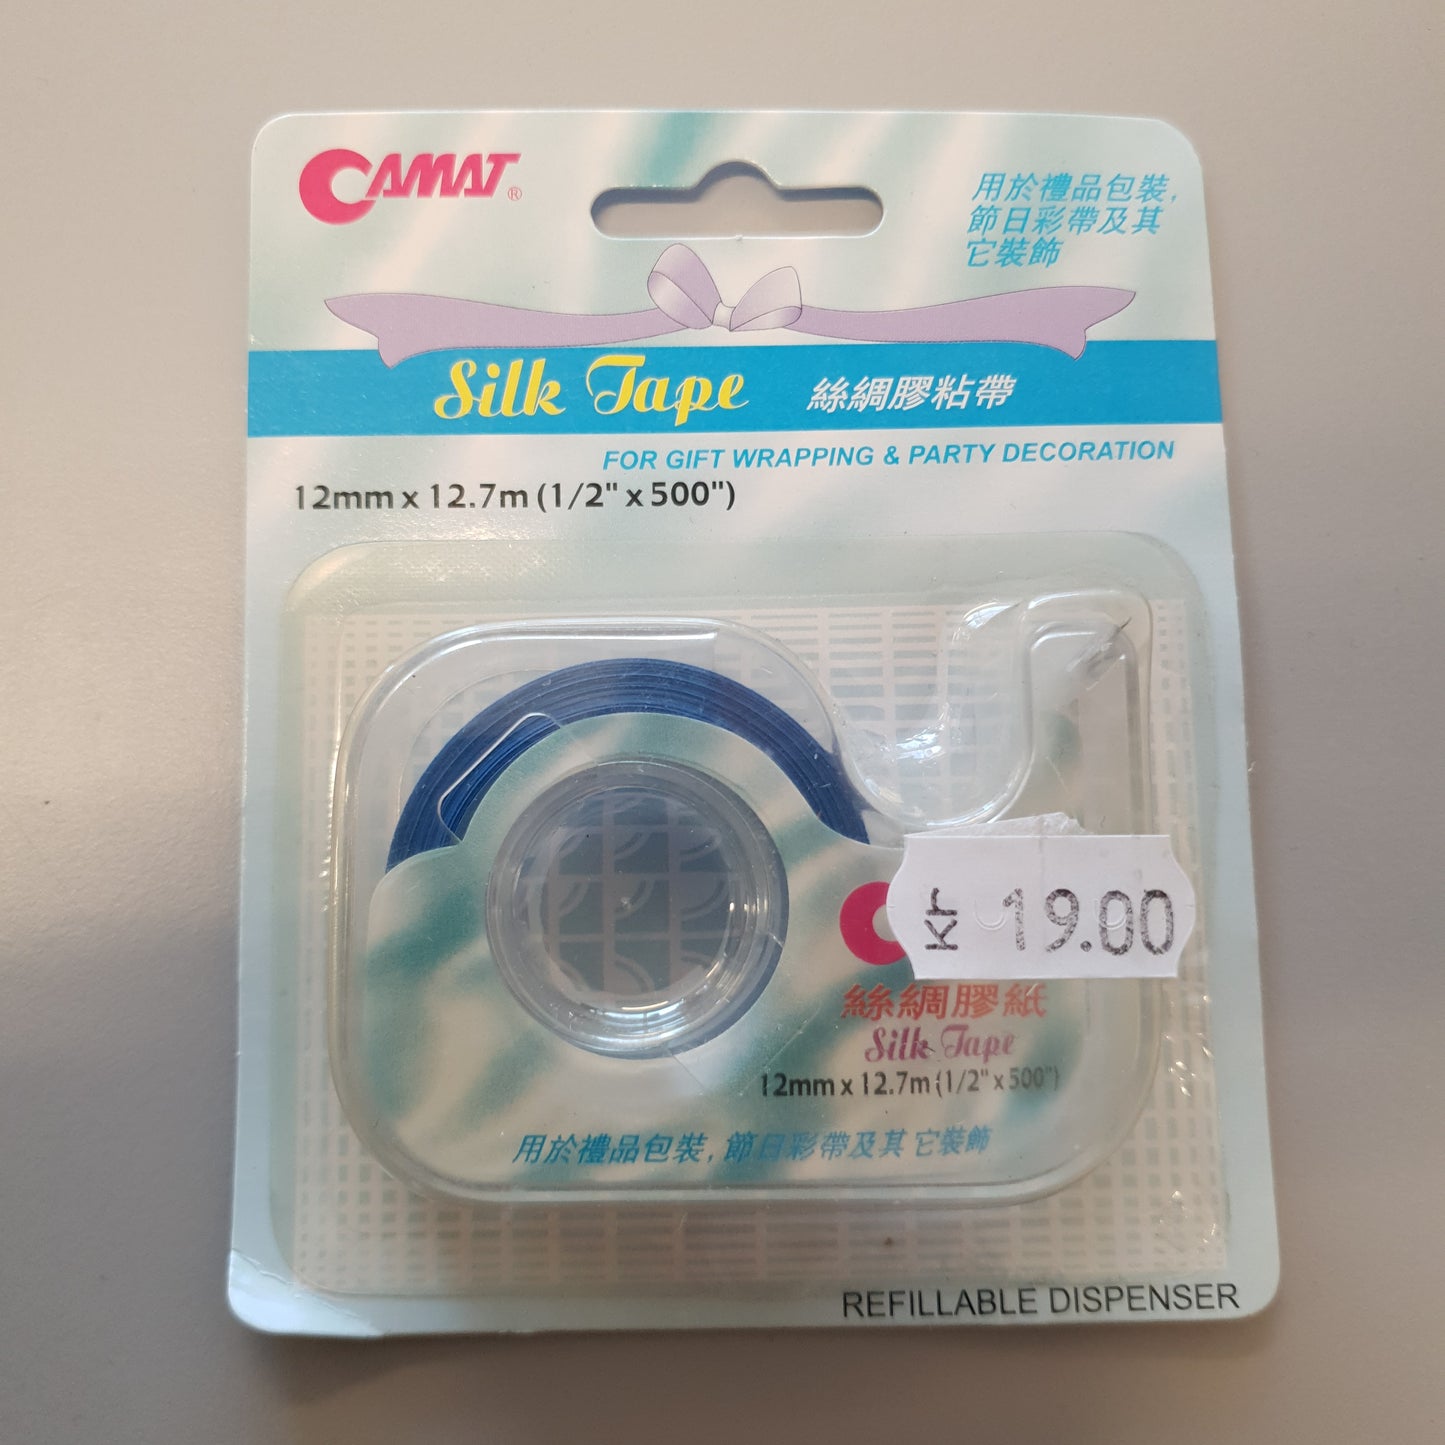 CAMAT®
用於禮品包裝,
節日彩帶及其
它裝飾
Silk Tape 絲綢膠粘帶
FOR GIFT WRAPPING & PARTY DECORATION
12mm x 12.7m (1/2" x 500")
Kr 19.00
絲綢膠紙
Silk Tape
12mm x 12.7m (1/2" x 500")
用於禮品包裝,節日彩帶及其它裝飾
REFILLABLE DISPENSER